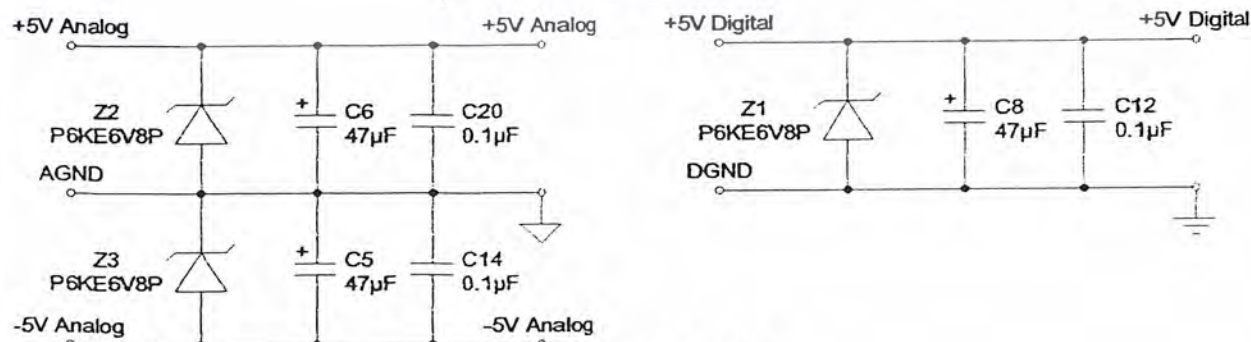 +5V Analog
+5V Analog
Z2
P6KE6V8P
+
C6
47µF
C20
0.1µF
AGND
Z3
P6KE6V8P
+
C5
47µF
C14
0.1µF
-5V Analog
-5V Analog
+5V Digital
+5V Digital
Z1
P6KE6V8P
+
C8
47µF
C12
0.1µF
DGND